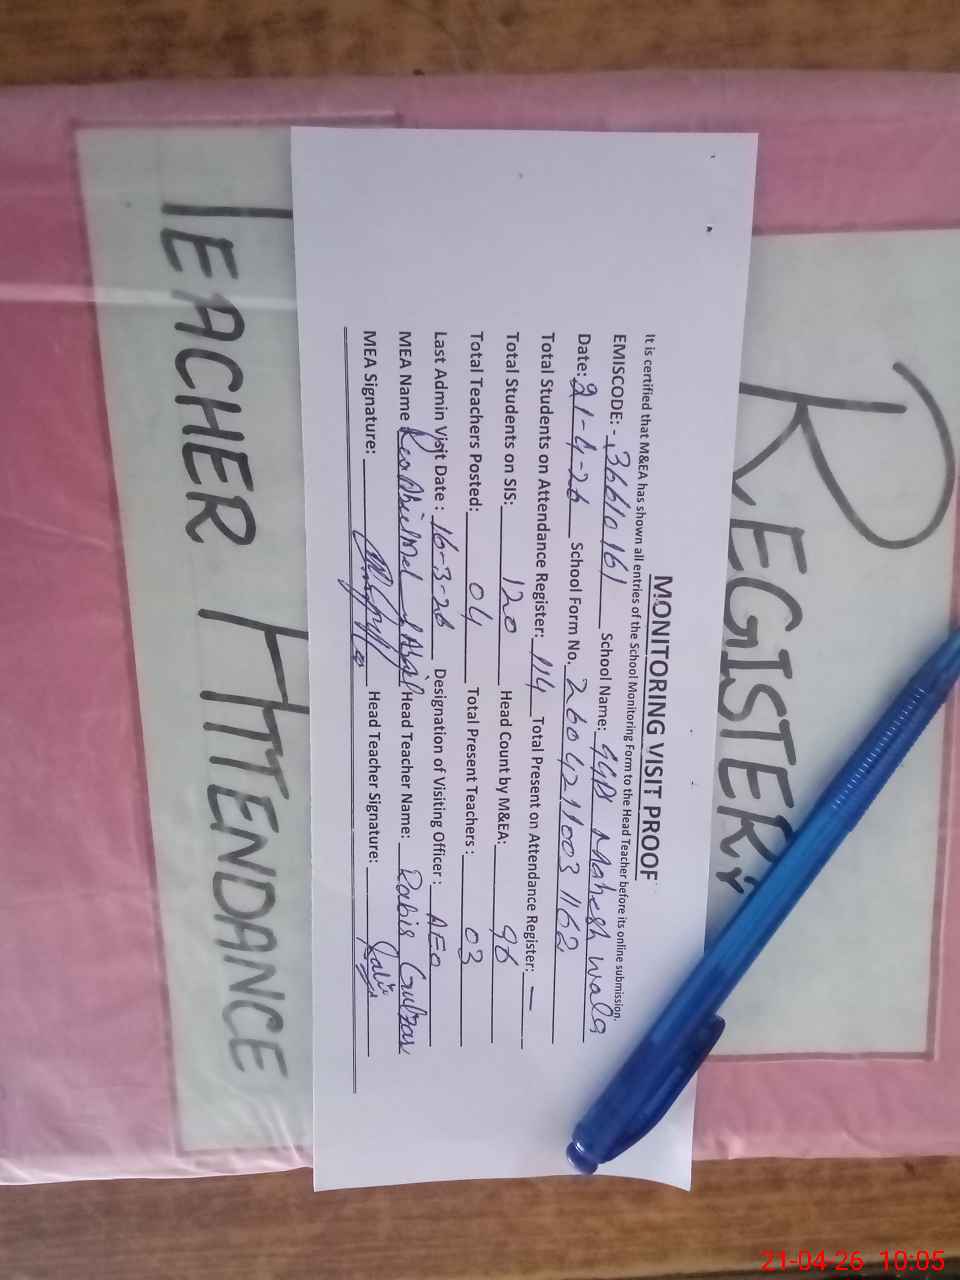 MONITORING VISIT PROOF
It is certified that M&EA has shown all entries of the School Monitoring Form to the Head Teacher before its online submission.
EMISCODE: - 36610161 School Name: GGPS Mahesh wala
Date: 21-4-26 School Form No. 2604211003 1162
Total Students on Attendance Register: 114 Total Present on Attendance Register: —
Total Students on SIS: 120 Head Count by M&EA: 96
Total Teachers Posted: 04 Total Present Teachers: 03
Last Admin Visit Date: 16-3-26 Designation of Visiting Officer: AEO
MEA Name Head Teacher Name: Rabia Gulzar
MEA Signature: Head Teacher Signature: Rabia
TEACHER ATTENDANCE
REGISTER
21-04-26 10:05